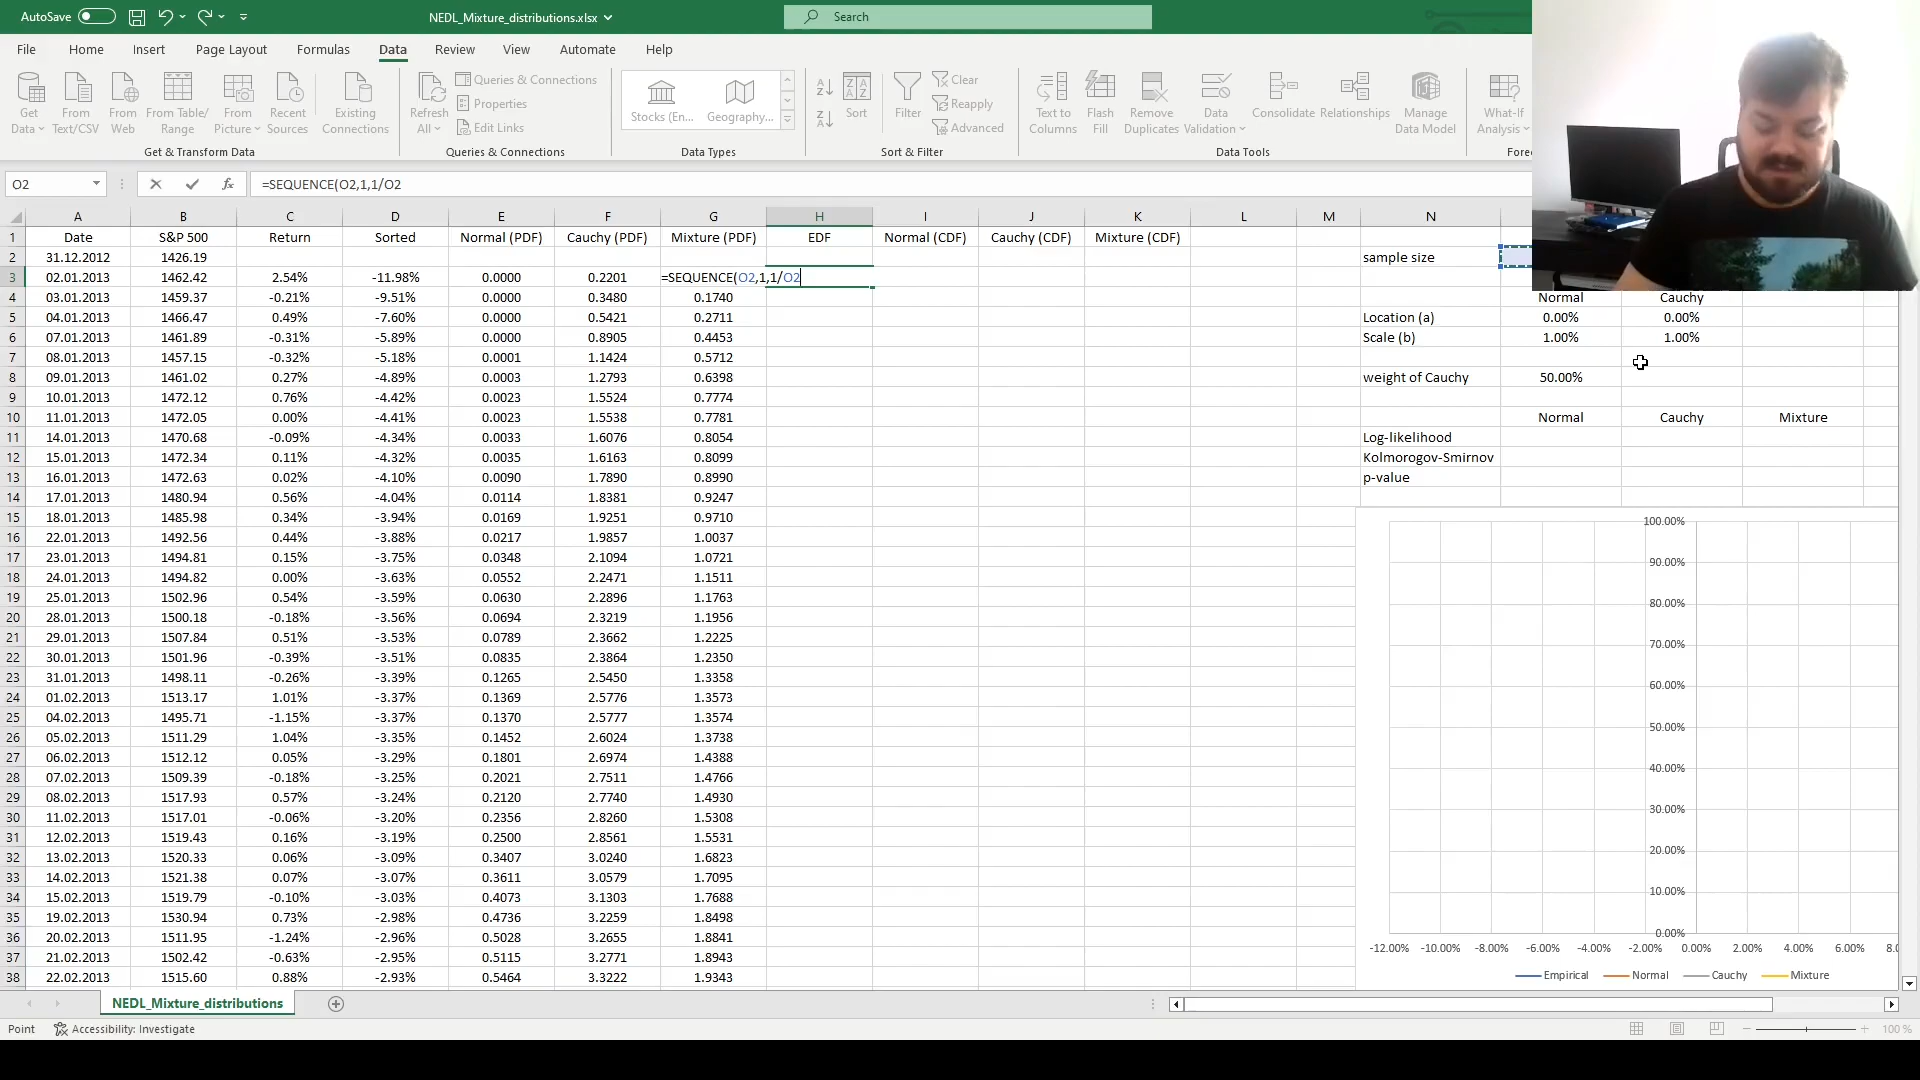 AutoSave
NEDL_Mixture_distributions.xlsx
Search
File Home Insert Page Layout Formulas Data Review View Automate Help
Get Data From Text/CSV From Web From Table/ Range From Picture Recent Sources Existing Connections
Refresh All Queries & Connections Properties Edit Links
Stocks (En... Geography...
Sort Filter Clear Reapply Advanced
Text to Columns Flash Fill Remove Duplicates Data Validation Consolidate Relationships Manage Data Model What-If Analysis
Get & Transform Data Queries & Connections Data Types Sort & Filter Data Tools Fore
O2 fx =SEQUENCE(O2,1,1/O2
A B C D E F G H I J K L M N
1 Date S&P 500 Return Sorted Normal (PDF) Cauchy (PDF) Mixture (PDF) EDF Normal (CDF) Cauchy (CDF) Mixture (CDF)
2 31.12.2012 1426.19 sample size
3 02.01.2013 1462.42 2.54% -11.98% 0.0000 0.2201 =SEQUENCE(O2,1,1/O2
4 03.01.2013 1459.37 -0.21% -9.51% 0.0000 0.3480 0.1740 Normal Cauchy
5 04.01.2013 1466.47 0.49% -7.60% 0.0000 0.5421 0.2711 Location (a) 0.00% 0.00%
6 07.01.2013 1461.89 -0.31% -5.89% 0.0000 0.8905 0.4453 Scale (b) 1.00% 1.00%
7 08.01.2013 1457.15 -0.32% -5.18% 0.0001 1.1424 0.5712
8 09.01.2013 1461.02 0.27% -4.89% 0.0003 1.2793 0.6398 weight of Cauchy 50.00%
9 10.01.2013 1472.12 0.76% -4.42% 0.0023 1.5524 0.7774
10 11.01.2013 1472.05 0.00% -4.41% 0.0023 1.5538 0.7781 Normal Cauchy Mixture
11 14.01.2013 1470.68 -0.09% -4.34% 0.0033 1.6076 0.8054 Log-likelihood
12 15.01.2013 1472.34 0.11% -4.32% 0.0035 1.6163 0.8099 Kolmorogov-Smirnov
13 16.01.2013 1472.63 0.02% -4.10% 0.0090 1.7890 0.8990 p-value
14 17.01.2013 1480.94 0.56% -4.04% 0.0114 1.8381 0.9247
15 18.01.2013 1485.98 0.34% -3.94% 0.0169 1.9251 0.9710
16 22.01.2013 1492.56 0.44% -3.88% 0.0217 1.9857 1.0037
17 23.01.2013 1494.81 0.15% -3.75% 0.0348 2.1094 1.0721
18 24.01.2013 1494.82 0.00% -3.63% 0.0552 2.2471 1.1511
19 25.01.2013 1502.96 0.54% -3.59% 0.0630 2.2896 1.1763
20 28.01.2013 1500.18 -0.18% -3.56% 0.0694 2.3219 1.1956
21 29.01.2013 1507.84 0.51% -3.53% 0.0789 2.3662 1.2225
22 30.01.2013 1501.96 -0.39% -3.51% 0.0835 2.3864 1.2350
23 31.01.2013 1498.11 -0.26% -3.39% 0.1265 2.5450 1.3358
24 01.02.2013 1513.17 1.01% -3.37% 0.1369 2.5776 1.3573
25 04.02.2013 1495.71 -1.15% -3.37% 0.1370 2.5777 1.3574
26 05.02.2013 1511.29 1.04% -3.35% 0.1452 2.6024 1.3738
27 06.02.2013 1512.12 0.05% -3.29% 0.1801 2.6974 1.4388
28 07.02.2013 1509.39 -0.18% -3.25% 0.2021 2.7511 1.4766
29 08.02.2013 1517.93 0.57% -3.24% 0.2120 2.7740 1.4930
30 11.02.2013 1517.01 -0.06% -3.20% 0.2356 2.8260 1.5308
31 12.02.2013 1519.43 0.16% -3.19% 0.2500 2.8561 1.5531
32 13.02.2013 1520.33 0.06% -3.09% 0.3407 3.0240 1.6823
33 14.02.2013 1521.38 0.07% -3.07% 0.3611 3.0579 1.7095
34 15.02.2013 1519.79 -0.10% -3.03% 0.4073 3.1303 1.7688
35 19.02.2013 1530.94 0.73% -2.98% 0.4736 3.2259 1.8498
36 20.02.2013 1511.95 -1.24% -2.96% 0.5028 3.2655 1.8841
37 21.02.2013 1502.42 -0.63% -2.95% 0.5115 3.2771 1.8943
38 22.02.2013 1515.60 0.88% -2.93% 0.5464 3.3222 1.9343
100.00%
90.00%
80.00%
70.00%
60.00%
50.00%
40.00%
30.00%
20.00%
10.00%
0.00%
-12.00% -10.00% -8.00% -6.00% -4.00% -2.00% 0.00% 2.00% 4.00% 6.00% 8.0
Empirical Normal Cauchy Mixture
NEDL_Mixture_distributions
Point Accessibility: Investigate 100 %